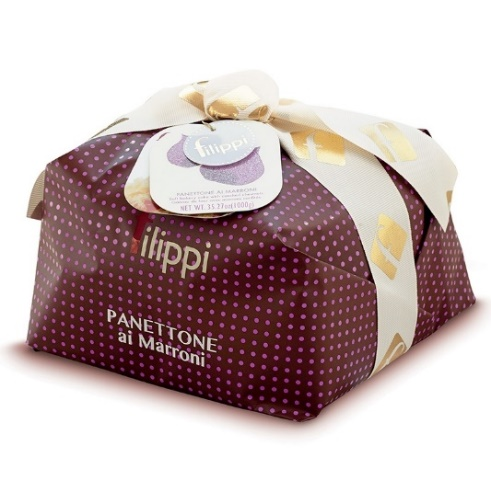 filippi
PANETTONE AI MARRONI
NET WT. 35.27oz (1000g)
filippi
PANETTONE
ai Marroni